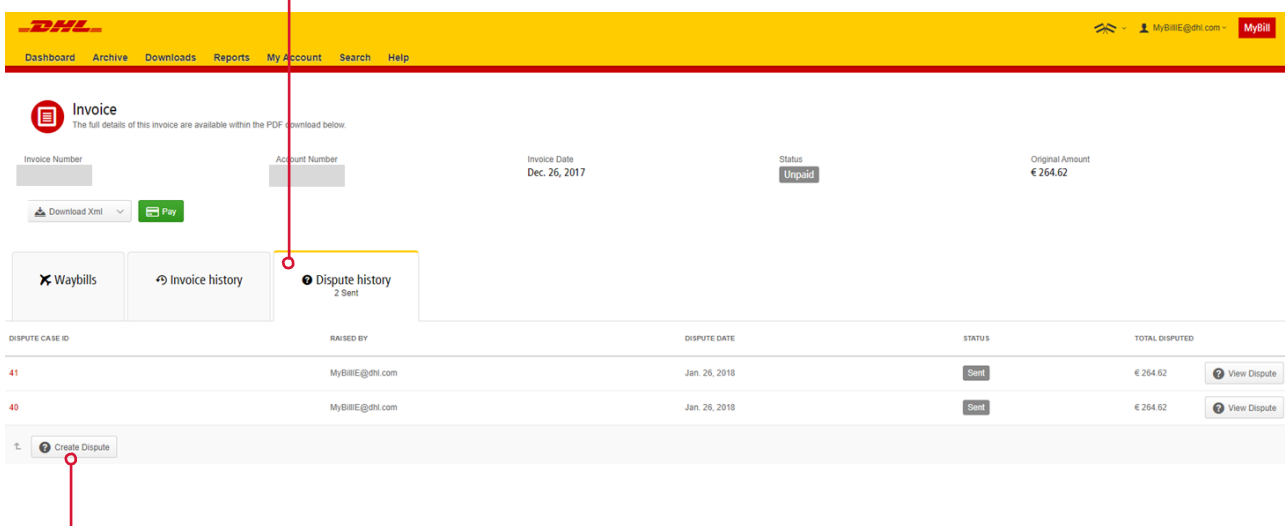 DHL
MyBillIE@dhl.com
MyBill
Dashboard Archive Downloads Reports My Account Search Help
Invoice
The full details of this invoice are available within the PDF download below.
Invoice Number Account Number Invoice Date Status Original Amount
Dec. 26, 2017 Unpaid € 264.62
Download Xml Pay
Waybills Invoice history Dispute history
2 Sent
DISPUTE CASE ID RAISED BY DISPUTE DATE STATUS TOTAL DISPUTED
41 MyBillIE@dhl.com Jan. 26, 2018 Sent € 264.62 View Dispute
40 MyBillIE@dhl.com Jan. 26, 2018 Sent € 264.62 View Dispute
Create Dispute